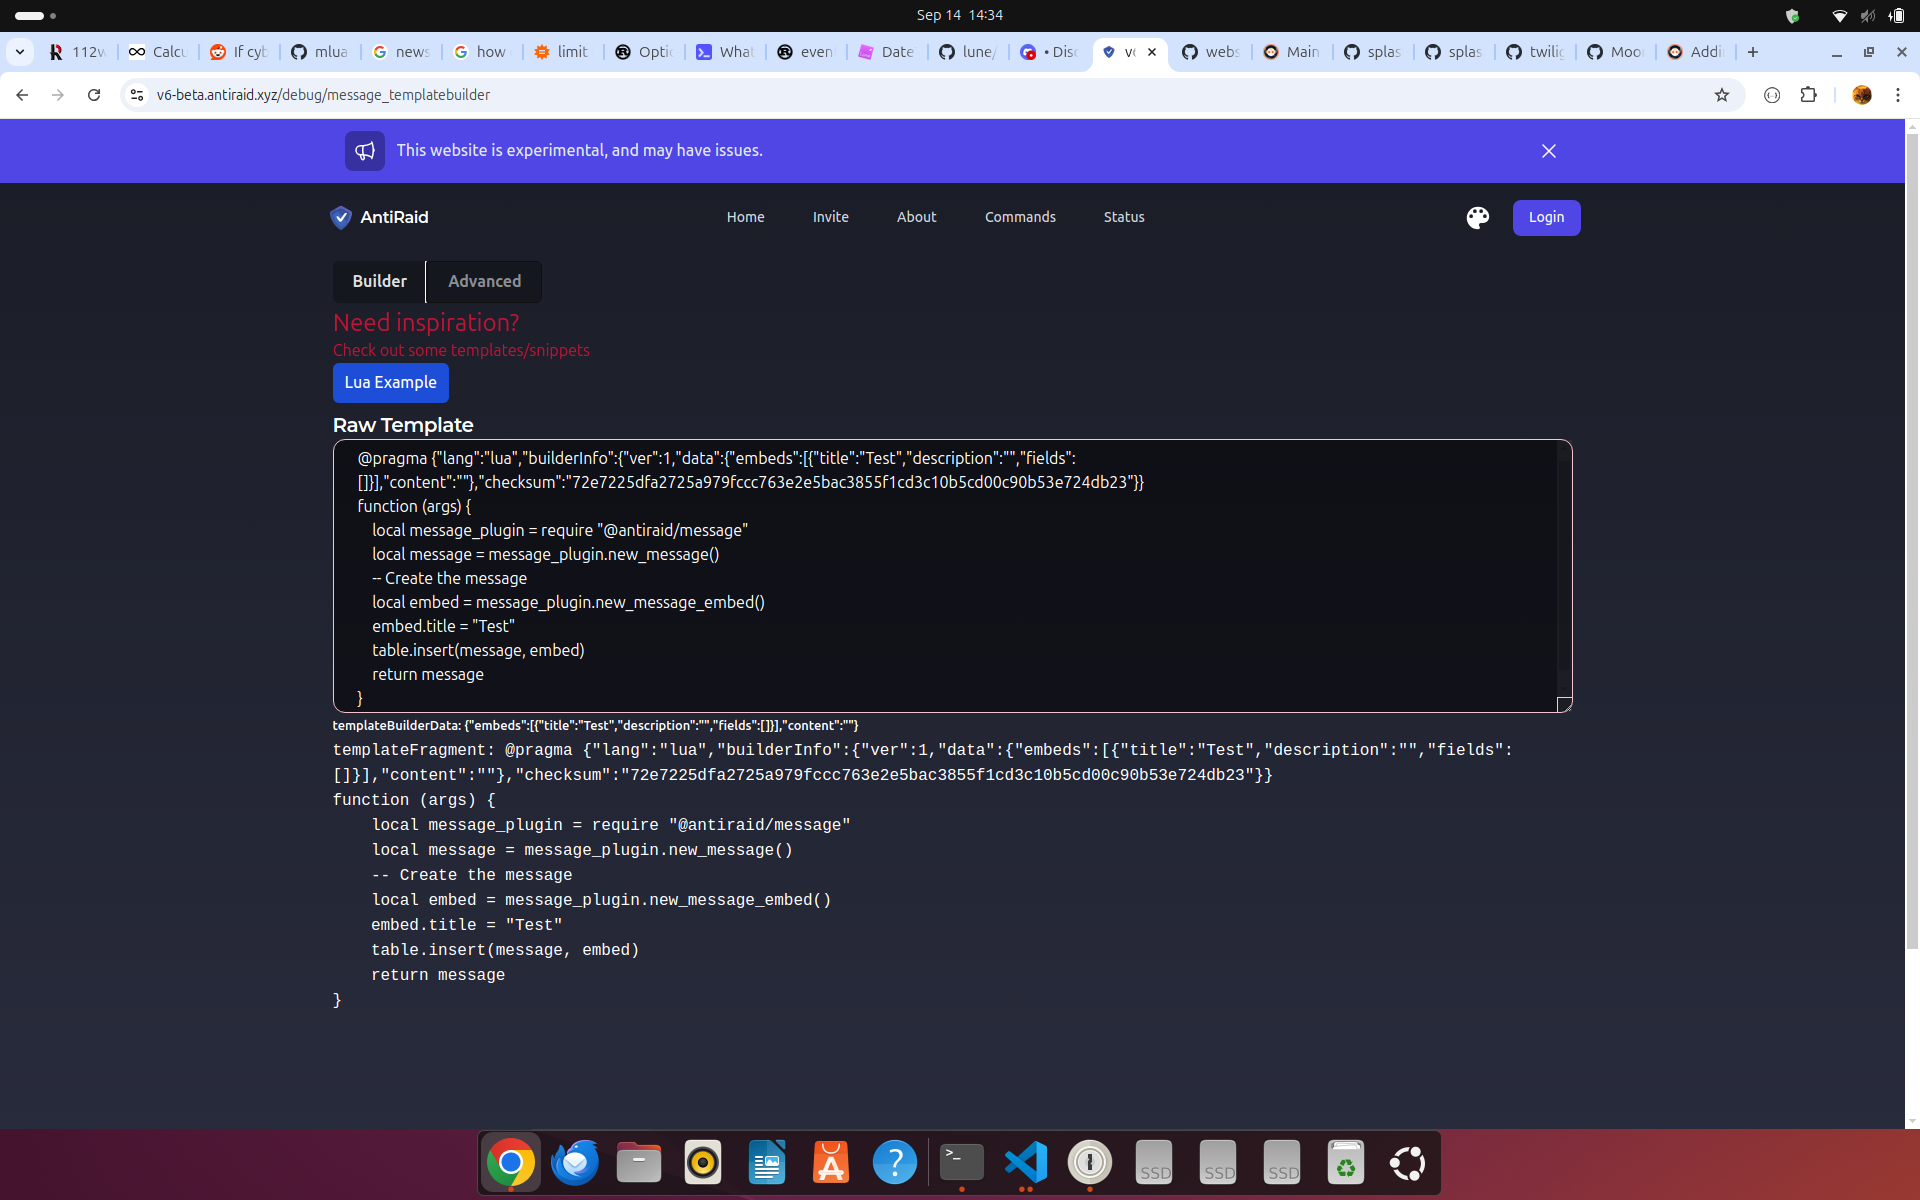 Sep 14 14:34
112w
Calcu
If cyb
mlua
news
how
limit
Optio
What
even
Date
lune/
• Disc
v6
webs
Main
splas
splas
twilig
Moo
Addi
v6-beta.antiraid.xyz/debug/message_templatebuilder
This website is experimental, and may have issues.
AntiRaid
Home
Invite
About
Commands
Status
Login
Builder
Advanced
Need inspiration?
Check out some templates/snippets
Lua Example
Raw Template
@pragma {"lang":"lua","builderInfo":{"ver":1,"data":{"embeds":[{"title":"Test","description":"","fields":
[]}],"content":""},"checksum":"72e7225dfa2725a979fccc763e2e5bac3855f1cd3c10b5cd00c90b53e724db23"}}
function (args) {
local message_plugin = require "@antiraid/message"
local message = message_plugin.new_message()
-- Create the message
local embed = message_plugin.new_message_embed()
embed.title = "Test"
table.insert(message, embed)
return message
}
templateBuilderData: {"embeds":[{"title":"Test","description":"","fields":[]}],"content":""}
templateFragment: @pragma {"lang":"lua","builderInfo":{"ver":1,"data":{"embeds":[{"title":"Test","description":"","fields":
[]}],"content":""},"checksum":"72e7225dfa2725a979fccc763e2e5bac3855f1cd3c10b5cd00c90b53e724db23"}}
function (args) {
local message_plugin = require "@antiraid/message"
local message = message_plugin.new_message()
-- Create the message
local embed = message_plugin.new_message_embed()
embed.title = "Test"
table.insert(message, embed)
return message
}
SSD
SSD
SSD